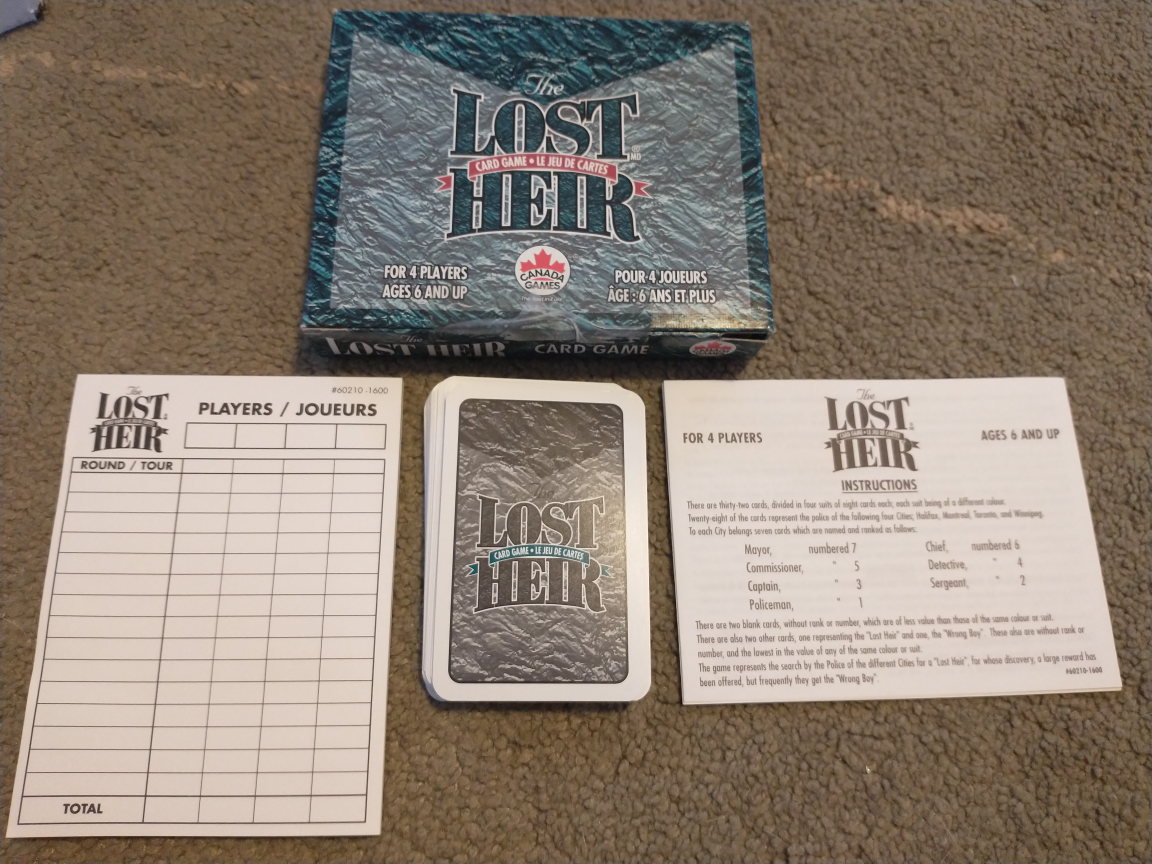 The
LOST
®
MD
CARD GAME • LE JEU DE CARTES
HEIR
FOR 4 PLAYERS
AGES 6 AND UP
CANADA
GAMES
POUR 4 JOUEURS
ÂGE : 6 ANS ET PLUS
The
LOST HEIR CARD GAME
#60210-1600
The
LOST
CARD GAME • LE JEU DE CARTES
HEIR
PLAYERS / JOUEURS
ROUND / TOUR
TOTAL
The
LOST
CARD GAME • LE JEU DE CARTES
HEIR
The
LOST
CARD GAME • LE JEU DE CARTES
HEIR
FOR 4 PLAYERS
AGES 6 AND UP
INSTRUCTIONS
There are thirty-two cards, divided in four suits of eight cards each; each suit being of a different colour.
Twenty-eight of the cards represent the police of the following four Cities; Halifax, Montreal, Toronto, and Winnipeg.
To each City belongs seven cards which are named and ranked as follows:
Mayor, numbered 7 Chief, numbered 6
Commissioner, " 5 Detective, " 4
Captain, " 3 Sergeant, " 2
Policeman, " 1
There are two blank cards, without rank or number, which are of less value than those of the same colour or suit.
There are also two other cards, one representing the "Lost Heir" and one, the "Wrong Boy". These also are without rank or
number, and the lowest in the value of any of the same colour or suit.
The game represents the search by the Police of the different Cities for a "Lost Heir", for whose discovery, a large reward has
been offered, but frequently they get the "Wrong Boy".
#60210-1600